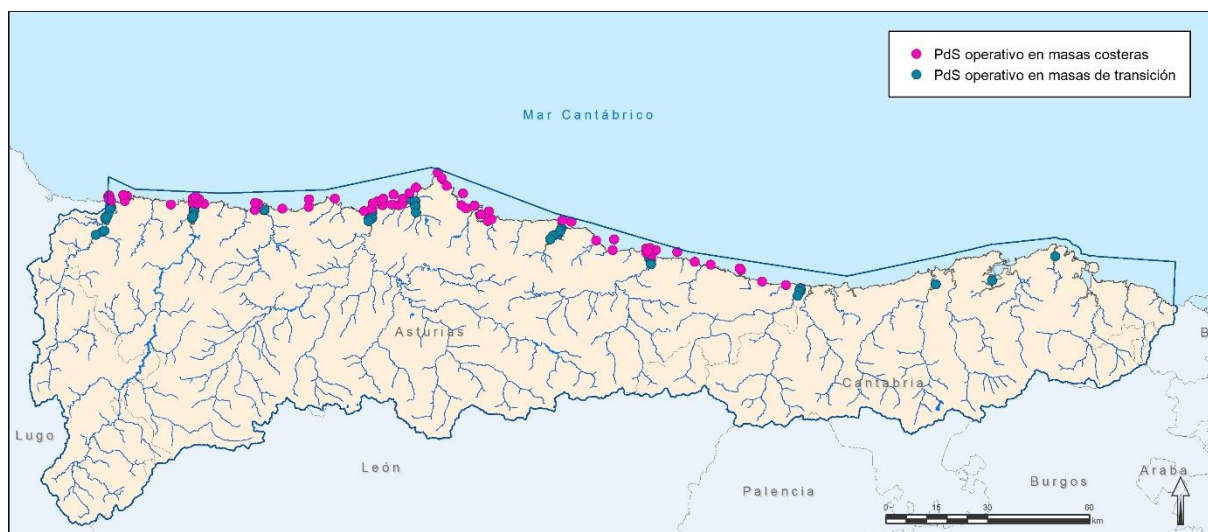 PdS operativo en masas costeras
PdS operativo en masas de transición
Mar Cantábrico
Asturias
Cantabria
Lugo
León
Palencia
Burgos
Araba
B
0 15 30 60
km